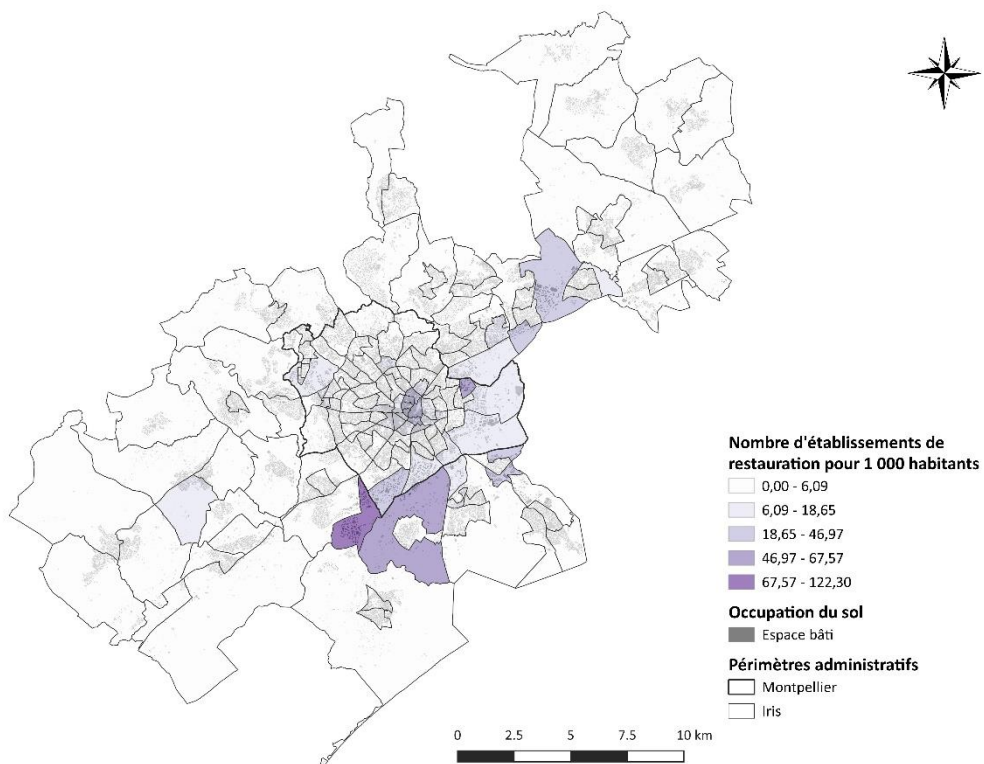 Nombre d'établissements de
restauration pour 1 000 habitants
0,00 - 6,09
6,09 - 18,65
18,65 - 46,97
46,97 - 67,57
67,57 - 122,30
Occupation du sol
Espace bâti
Périmètres administratifs
Montpellier
Iris
0 2.5 5 7.5 10 km